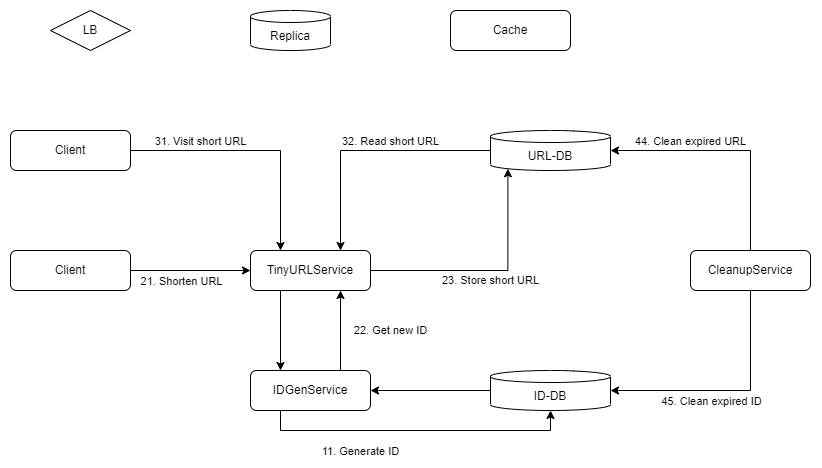 LB
Replica
Cache
31. Visit short URL
32. Read short URL
44. Clean expired URL
Client
URL-DB
Client
TinyURLService
CleanupService
21. Shorten URL
23. Store short URL
22. Get new ID
IDGenService
ID-DB
45. Clean expired ID
11. Generate ID